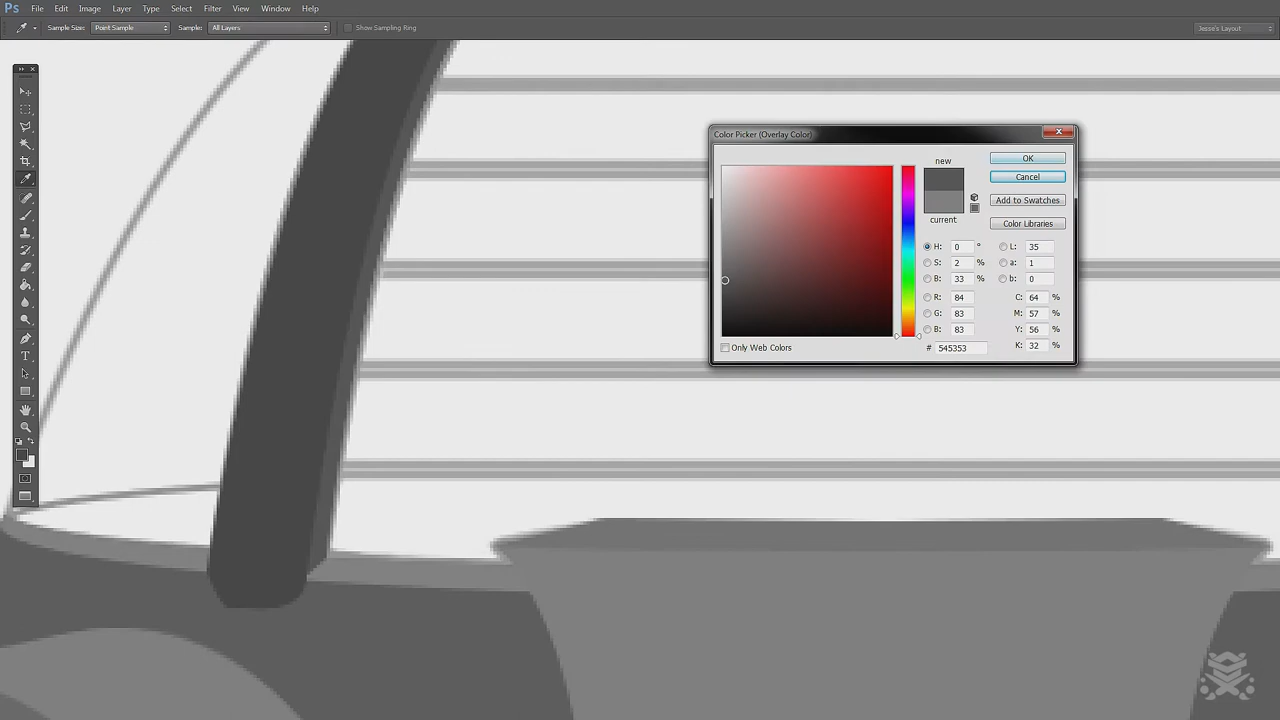 Ps File Edit Image Layer Type Select Filter View Window Help
Sample Size: Point Sample Sample: All Layers Show Sampling Ring Jesse's Layout
Color Picker (Overlay Color)
new
OK
Cancel
Add to Swatches
current
Color Libraries
H: 0 ° L: 35
S: 2 % a: 1
B: 33 % b: 0
R: 84 C: 64 %
G: 83 M: 57 %
B: 83 Y: 56 %
Only Web Colors # 545353 K: 32 %